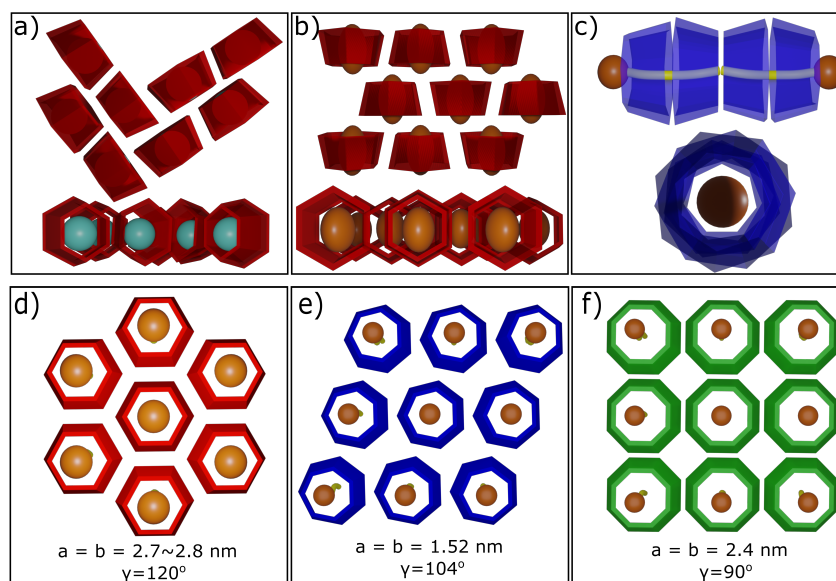 a)
b)
c)
d)
e)
f)
a = b = 2.7~2.8 nm
γ=120°
a = b = 1.52 nm
γ=104°
a = b = 2.4 nm
γ=90°